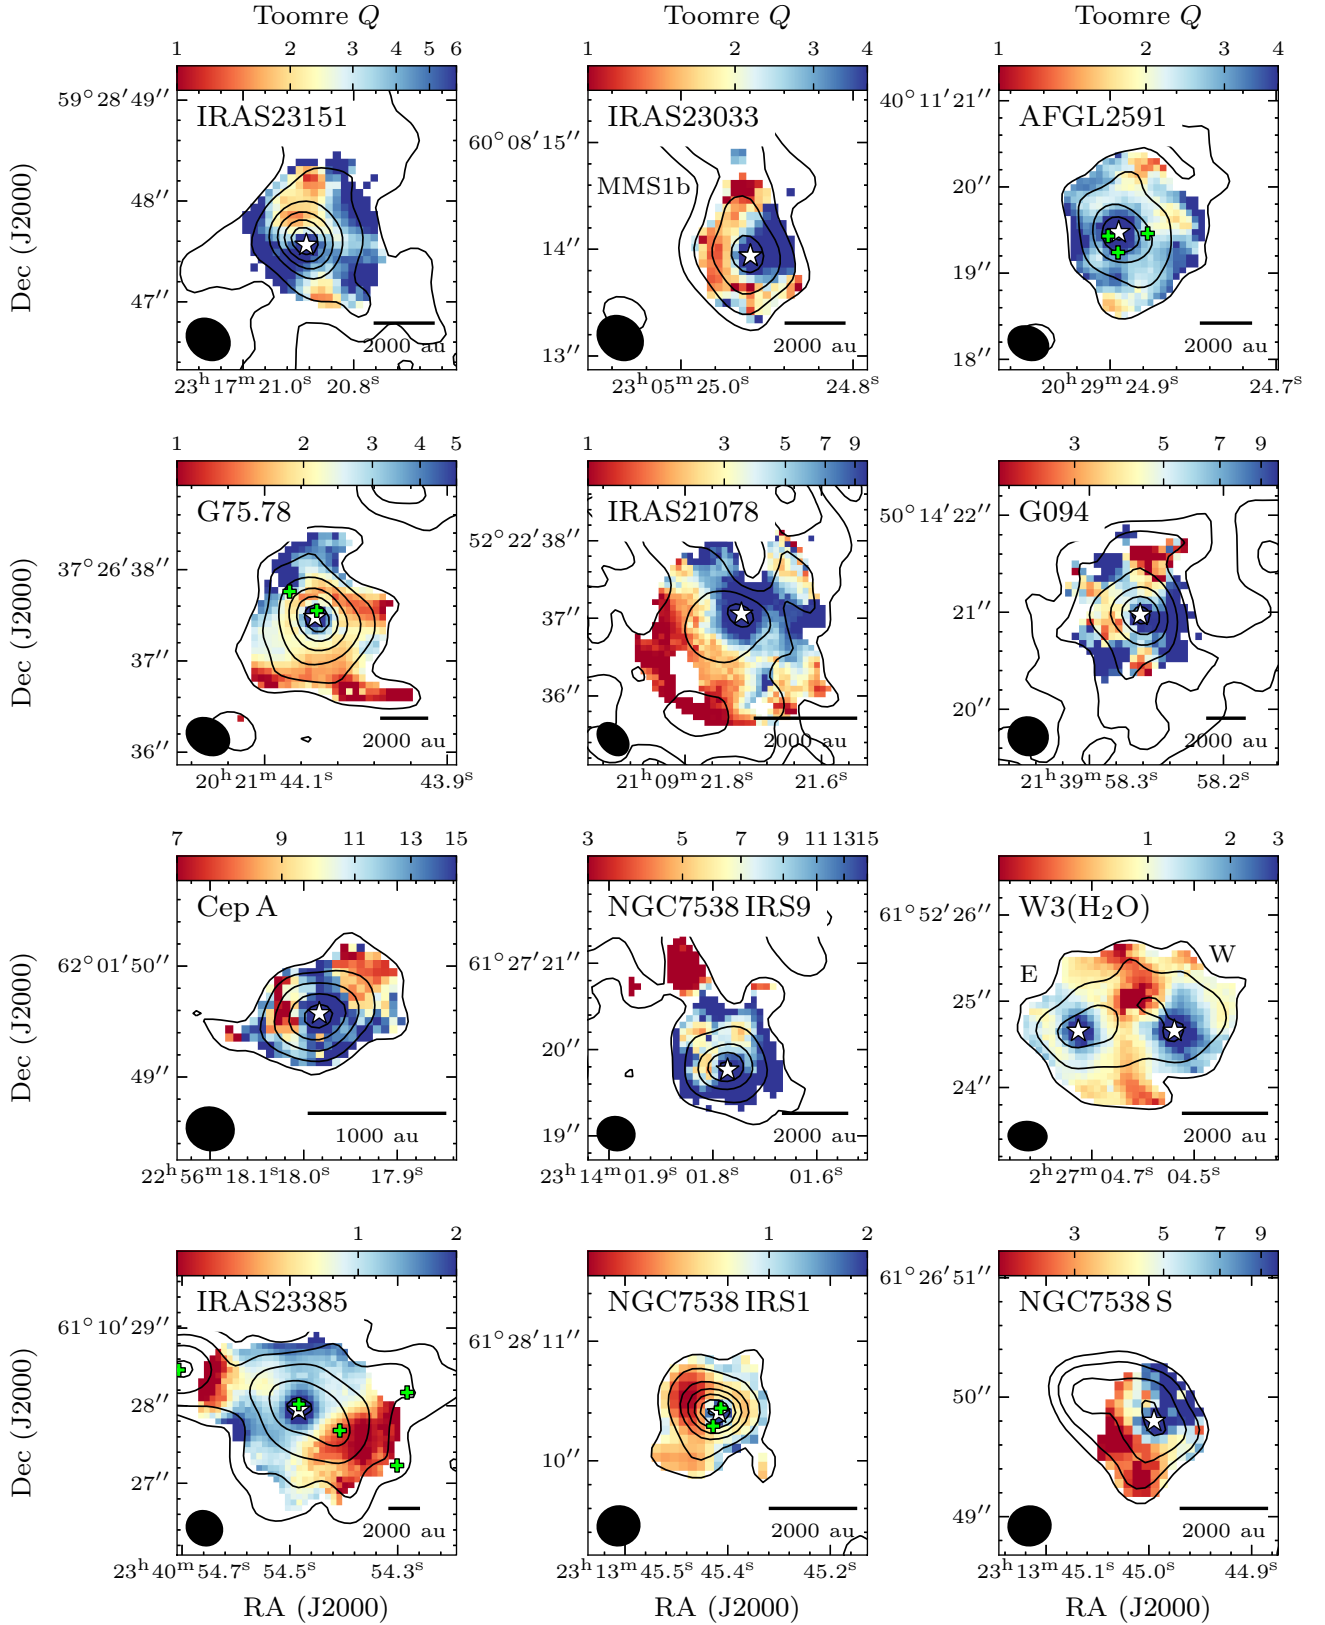 Toomre Q Toomre Q Toomre Q
1 2 3 4 5 6 1 2 3 4 1 2 3 4
IRAS23151 IRAS23033 AFGL2591
MMS1b
59°28′49″ 48″ 47″
60°08′15″ 14″ 13″
40°11′21″ 20″ 19″ 18″
Dec (J2000)
2000 au 2000 au 2000 au
23ʰ17ᵐ21.0ˢ 20.8ˢ 23ʰ05ᵐ25.0ˢ 24.8ˢ 20ʰ29ᵐ24.9ˢ 24.7ˢ
1 2 3 4 5 1 3 5 7 9 3 5 7 9
G75.78 IRAS21078 G094
37°26′38″ 37″ 36″
52°22′38″ 37″ 36″
50°14′22″ 21″ 20″
Dec (J2000)
2000 au 2000 au 2000 au
20ʰ21ᵐ44.1ˢ 43.9ˢ 21ʰ09ᵐ21.8ˢ 21.6ˢ 21ʰ39ᵐ58.3ˢ 58.2ˢ
7 9 11 13 15 3 5 7 9 11 13 15 1 2 3
Cep A NGC7538 IRS9 W3(H₂O)
E W
62°01′50″ 49″
61°27′21″ 20″ 19″
61°52′26″ 25″ 24″
Dec (J2000)
1000 au 2000 au 2000 au
22ʰ56ᵐ18.1ˢ 18.0ˢ 17.9ˢ 23ʰ14ᵐ01.9ˢ 01.8ˢ 01.6ˢ 2ʰ27ᵐ04.7ˢ 04.5ˢ
1 2 1 2 3 5 7 9
IRAS23385 NGC7538 IRS1 NGC7538 S
61°10′29″ 28″ 27″
61°28′11″ 10″
61°26′51″ 50″ 49″
Dec (J2000)
2000 au 2000 au 2000 au
23ʰ40ᵐ54.7ˢ 54.5ˢ 54.3ˢ 23ʰ13ᵐ45.5ˢ 45.4ˢ 45.2ˢ 23ʰ13ᵐ45.1ˢ 45.0ˢ 44.9ˢ
RA (J2000) RA (J2000) RA (J2000)